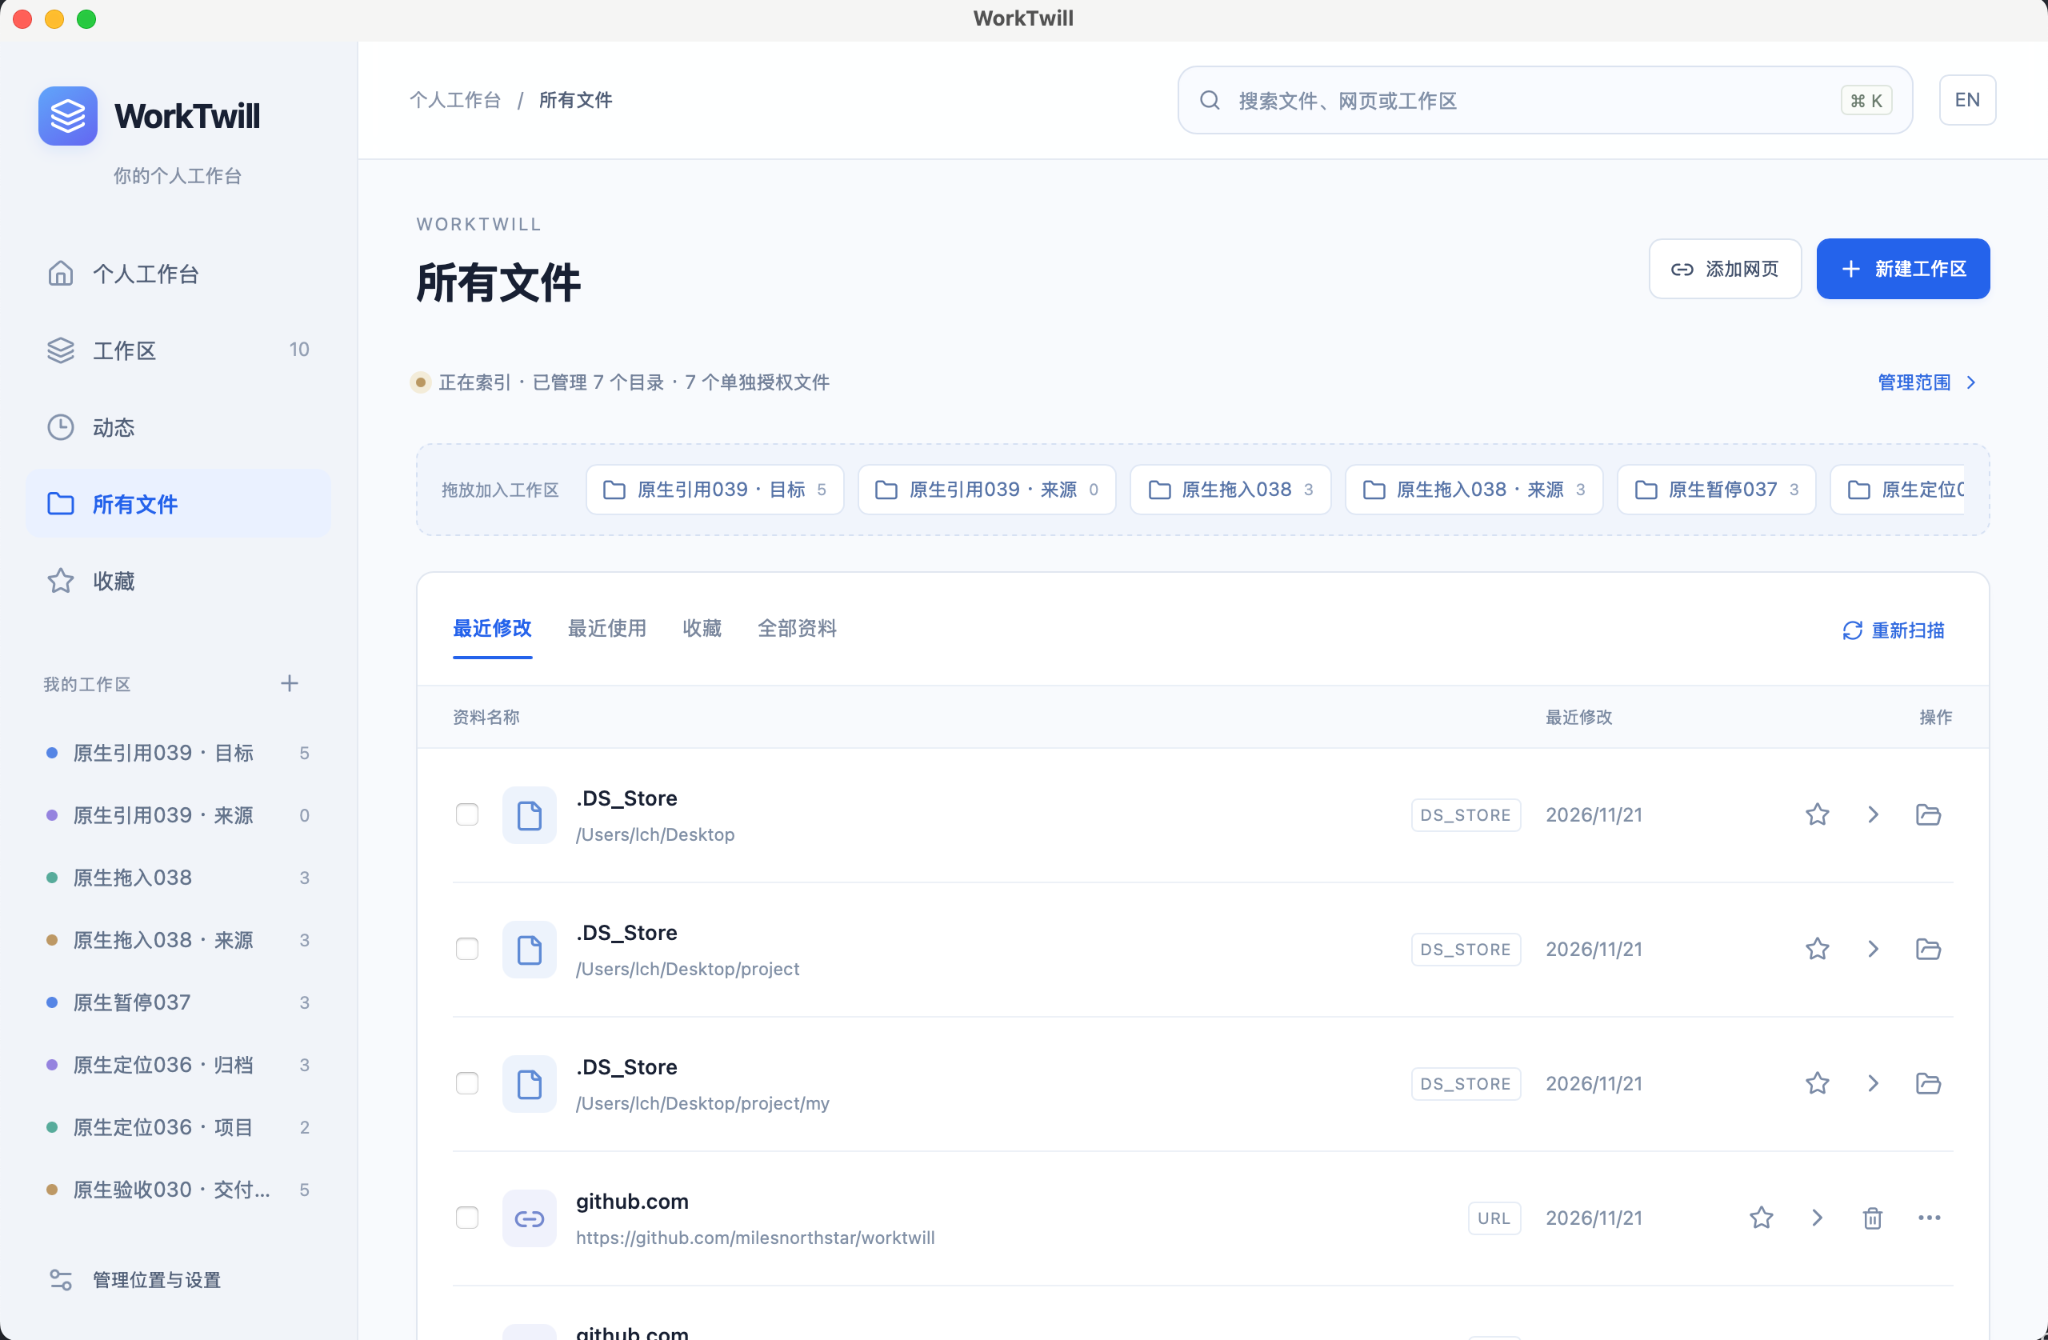 WorkTwill
WorkTwill
你的个人工作台
个人工作台
工作区 10
动态
所有文件
收藏
我的工作区
原生引用039 · 目标 5
原生引用039 · 来源 0
原生拖入038 3
原生拖入038 · 来源 3
原生暂停037 3
原生定位036 · 归档 3
原生定位036 · 项目 2
原生验收030 · 交付... 5
管理位置与设置
个人工作台 / 所有文件
搜索文件、网页或工作区 ⌘ K
EN
WORKTWILL
所有文件
添加网页
新建工作区
正在索引 · 已管理 7 个目录 · 7 个单独授权文件
管理范围
拖放加入工作区 原生引用039 · 目标 5 原生引用039 · 来源 0 原生拖入038 3 原生拖入038 · 来源 3 原生暂停037 3 原生定位0
最近修改 最近使用 收藏 全部资料
重新扫描
资料名称 最近修改 操作
.DS_Store
/Users/lch/Desktop
DS_STORE 2026/11/21
.DS_Store
/Users/lch/Desktop/project
DS_STORE 2026/11/21
.DS_Store
/Users/lch/Desktop/project/my
DS_STORE 2026/11/21
github.com
https://github.com/milesnorthstar/worktwill
URL 2026/11/21
github.com